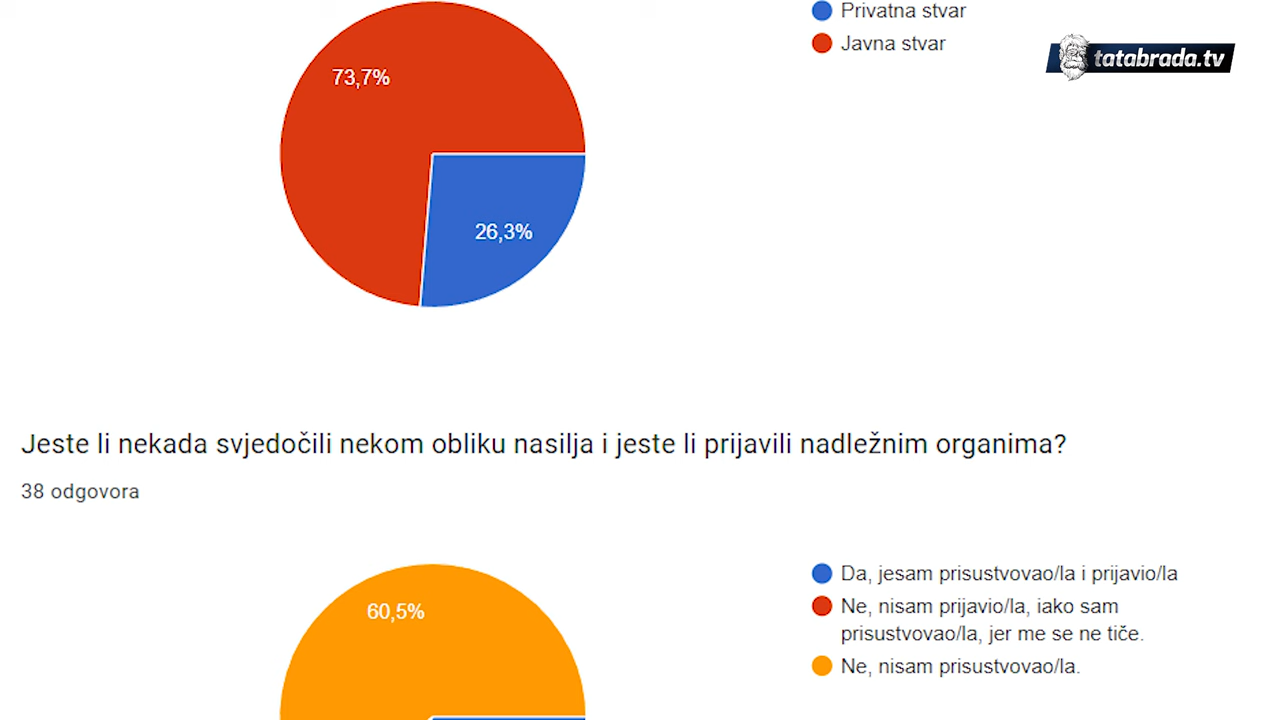 Privatna stvar
Javna stvar
tatabrada.tv
73,7%
26,3%
Jeste li nekada svjedočili nekom obliku nasilja i jeste li prijavili nadležnim organima?
38 odgovora
60,5%
Da, jesam prisustvovao/la i prijavio/la
Ne, nisam prijavio/la, iako sam
prisustvovao/la, jer me se ne tiče.
Ne, nisam prisustvovao/la.